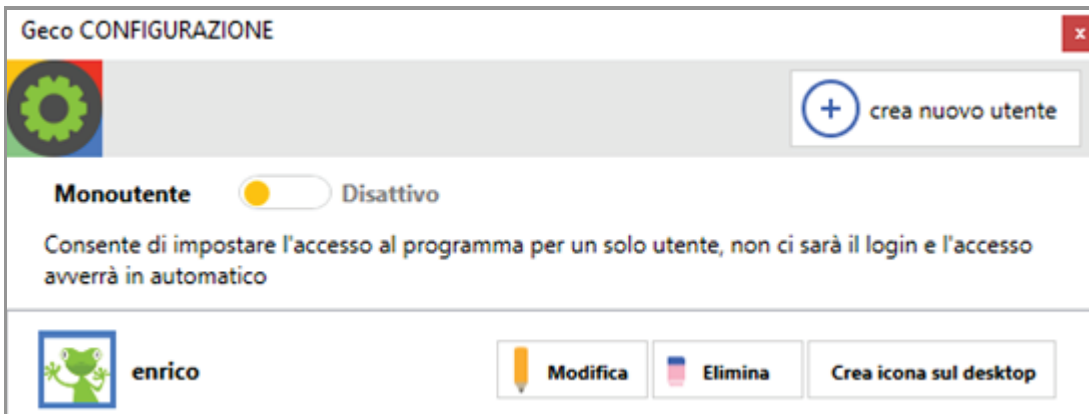 Geco CONFIGURAZIONE
x
crea nuovo utente
Monoutente Disattivo
Consente di impostare l'accesso al programma per un solo utente, non ci sarà il login e l'accesso
avverrà in automatico
enrico Modifica Elimina Crea icona sul desktop